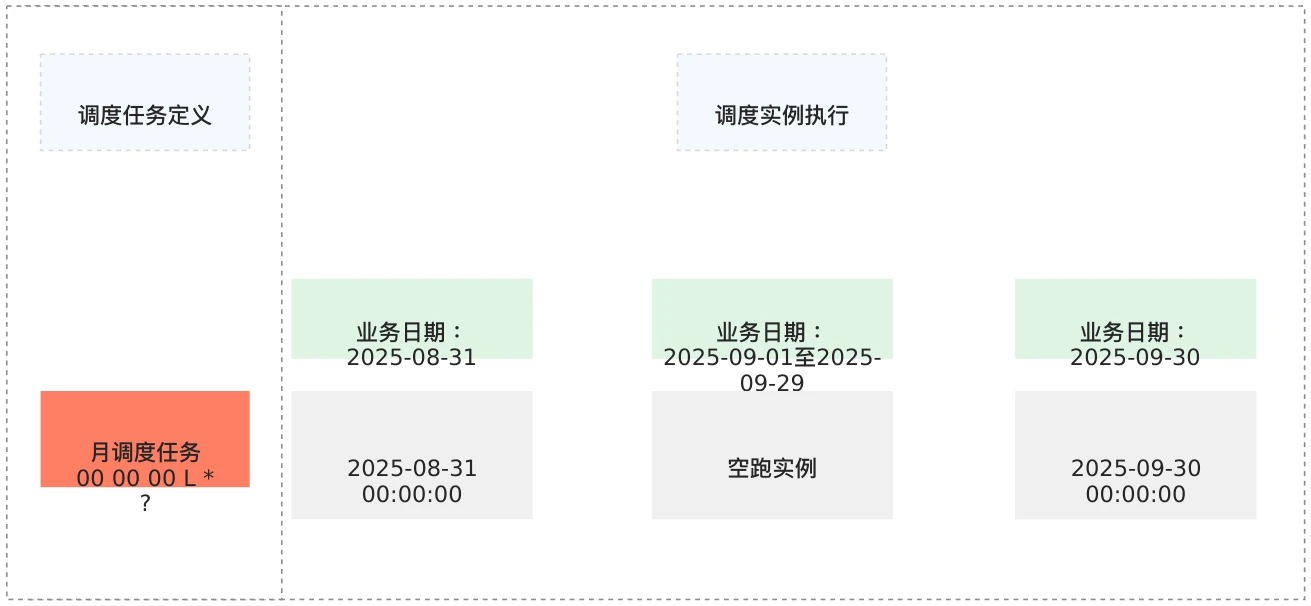 调度任务定义
调度实例执行
业务日期：
2025-08-31
业务日期：
2025-09-01至2025-
09-29
业务日期：
2025-09-30
月调度任务
00 00 00 L *
?
2025-08-31
00:00:00
空跑实例
2025-09-30
00:00:00